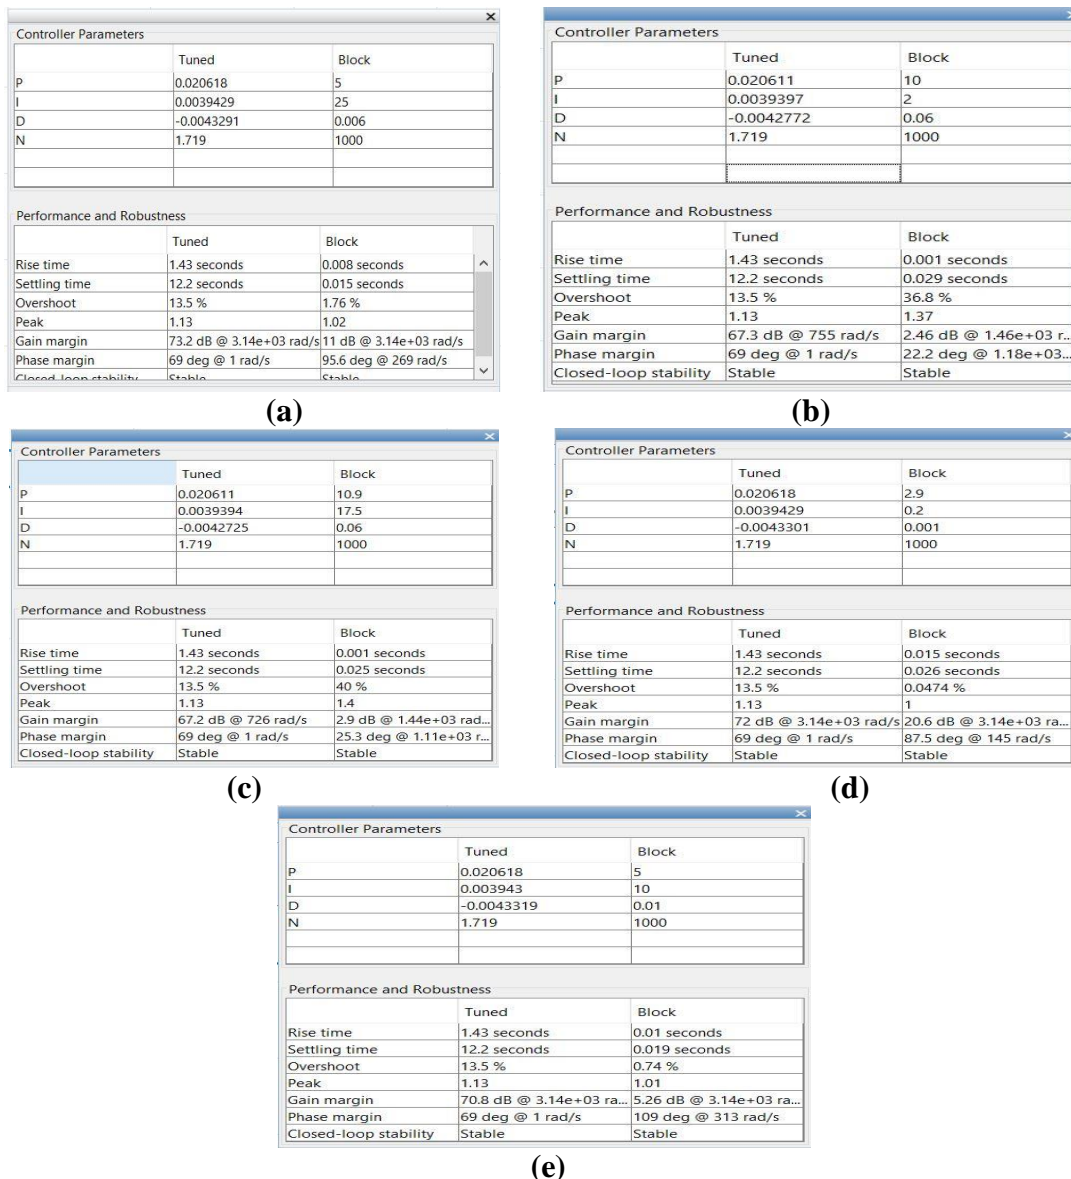 Controller Parameters
Tuned Block
P 0.020618 5
I 0.0039429 25
D -0.0043291 0.006
N 1.719 1000
Performance and Robustness
Tuned Block
Rise time 1.43 seconds 0.008 seconds
Settling time 12.2 seconds 0.015 seconds
Overshoot 13.5 % 1.76 %
Peak 1.13 1.02
Gain margin 73.2 dB @ 3.14e+03 rad/s 11 dB @ 3.14e+03 rad/s
Phase margin 69 deg @ 1 rad/s 95.6 deg @ 269 rad/s
Closed-loop stability Stable Stable
(a)
Controller Parameters
Tuned Block
P 0.020611 10
I 0.0039397 2
D -0.0042772 0.06
N 1.719 1000
Performance and Robustness
Tuned Block
Rise time 1.43 seconds 0.001 seconds
Settling time 12.2 seconds 0.029 seconds
Overshoot 13.5 % 36.8 %
Peak 1.13 1.37
Gain margin 67.3 dB @ 755 rad/s 2.46 dB @ 1.46e+03 r...
Phase margin 69 deg @ 1 rad/s 22.2 deg @ 1.18e+03...
Closed-loop stability Stable Stable
(b)
Controller Parameters
Tuned Block
P 0.020611 10.9
I 0.0039394 17.5
D -0.0042725 0.06
N 1.719 1000
Performance and Robustness
Tuned Block
Rise time 1.43 seconds 0.001 seconds
Settling time 12.2 seconds 0.025 seconds
Overshoot 13.5 % 40 %
Peak 1.13 1.4
Gain margin 67.2 dB @ 726 rad/s 2.9 dB @ 1.44e+03 rad...
Phase margin 69 deg @ 1 rad/s 25.3 deg @ 1.11e+03 r...
Closed-loop stability Stable Stable
(c)
Controller Parameters
Tuned Block
P 0.020618 2.9
I 0.0039429 0.2
D -0.0043301 0.001
N 1.719 1000
Performance and Robustness
Tuned Block
Rise time 1.43 seconds 0.015 seconds
Settling time 12.2 seconds 0.026 seconds
Overshoot 13.5 % 0.0474 %
Peak 1.13 1
Gain margin 72 dB @ 3.14e+03 rad/s 20.6 dB @ 3.14e+03 ra...
Phase margin 69 deg @ 1 rad/s 87.5 deg @ 145 rad/s
Closed-loop stability Stable Stable
(d)
Controller Parameters
Tuned Block
P 0.020618 5
I 0.003943 10
D -0.0043319 0.01
N 1.719 1000
Performance and Robustness
Tuned Block
Rise time 1.43 seconds 0.01 seconds
Settling time 12.2 seconds 0.019 seconds
Overshoot 13.5 % 0.74 %
Peak 1.13 1.01
Gain margin 70.8 dB @ 3.14e+03 ra... 5.26 dB @ 3.14e+03 ra...
Phase margin 69 deg @ 1 rad/s 109 deg @ 313 rad/s
Closed-loop stability Stable Stable
(e)